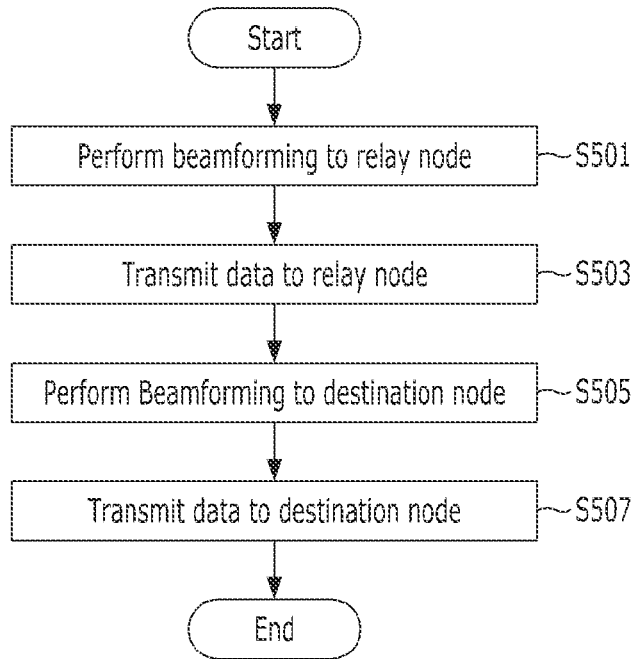 Start
Perform beamforming to relay node
S501
Transmit data to relay node
S503
Perform Beamforming to destination node
S505
Transmit data to destination node
S507
End